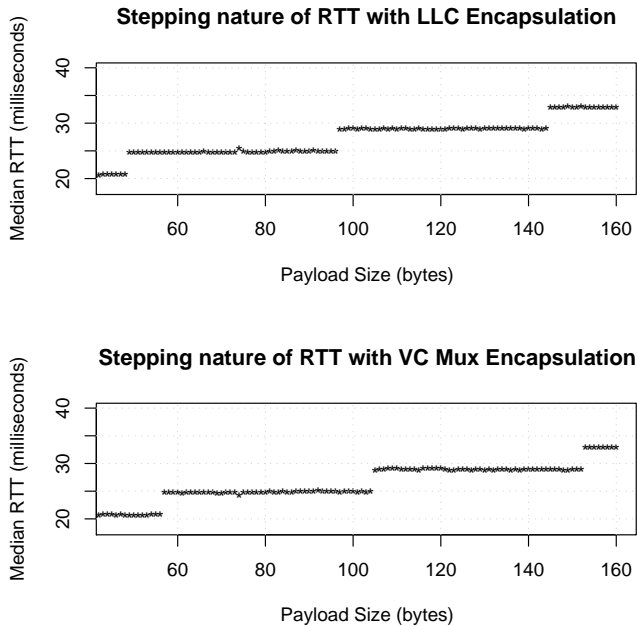 Stepping nature of RTT with LLC Encapsulation
Median RTT (milliseconds)
40
30
20
60 80 100 120 140 160
Payload Size (bytes)
Stepping nature of RTT with VC Mux Encapsulation
Median RTT (milliseconds)
40
30
20
60 80 100 120 140 160
Payload Size (bytes)